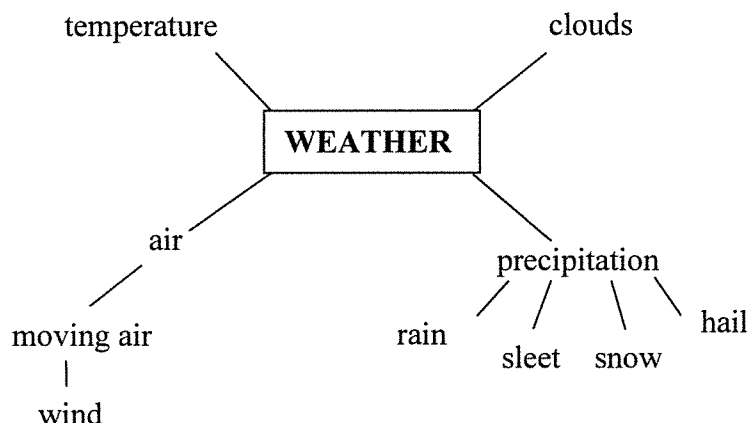 temperature
clouds
WEATHER
air
precipitation
moving air
rain
sleet
snow
hail
wind